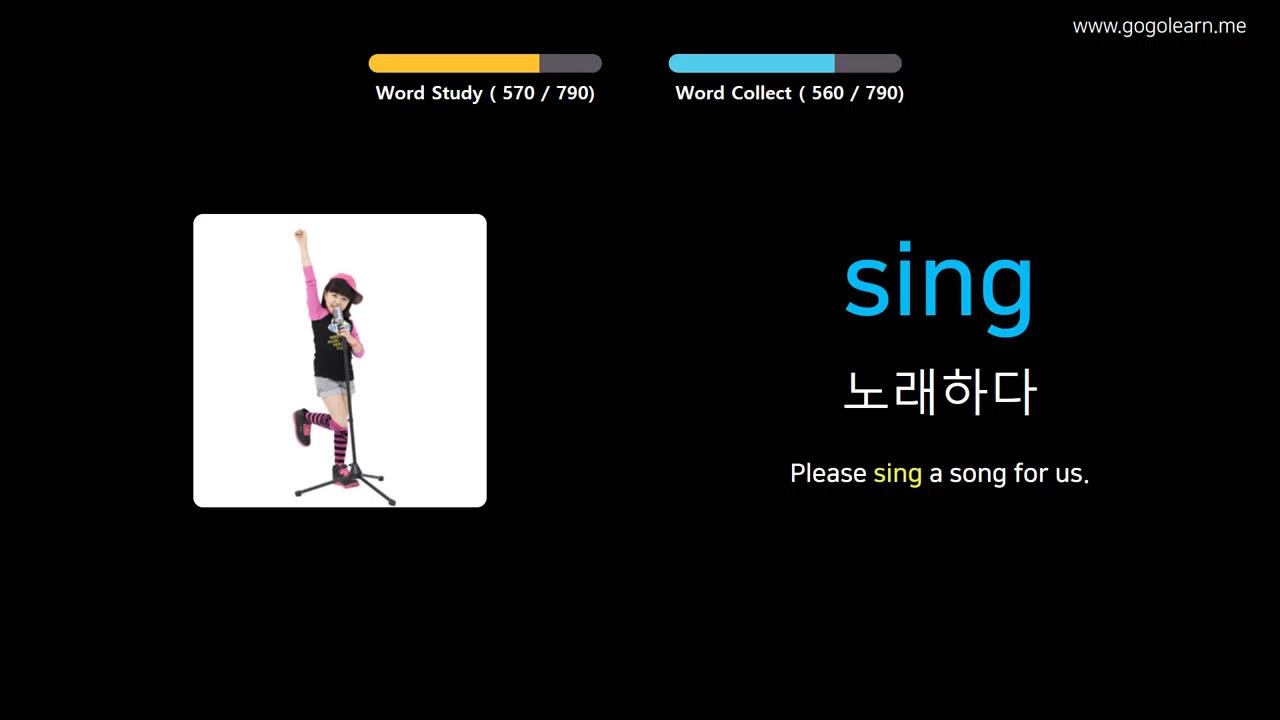 www.gogolearn.me
Word Study ( 570 / 790)
Word Collect ( 560 / 790)
sing
노래하다
Please sing a song for us.